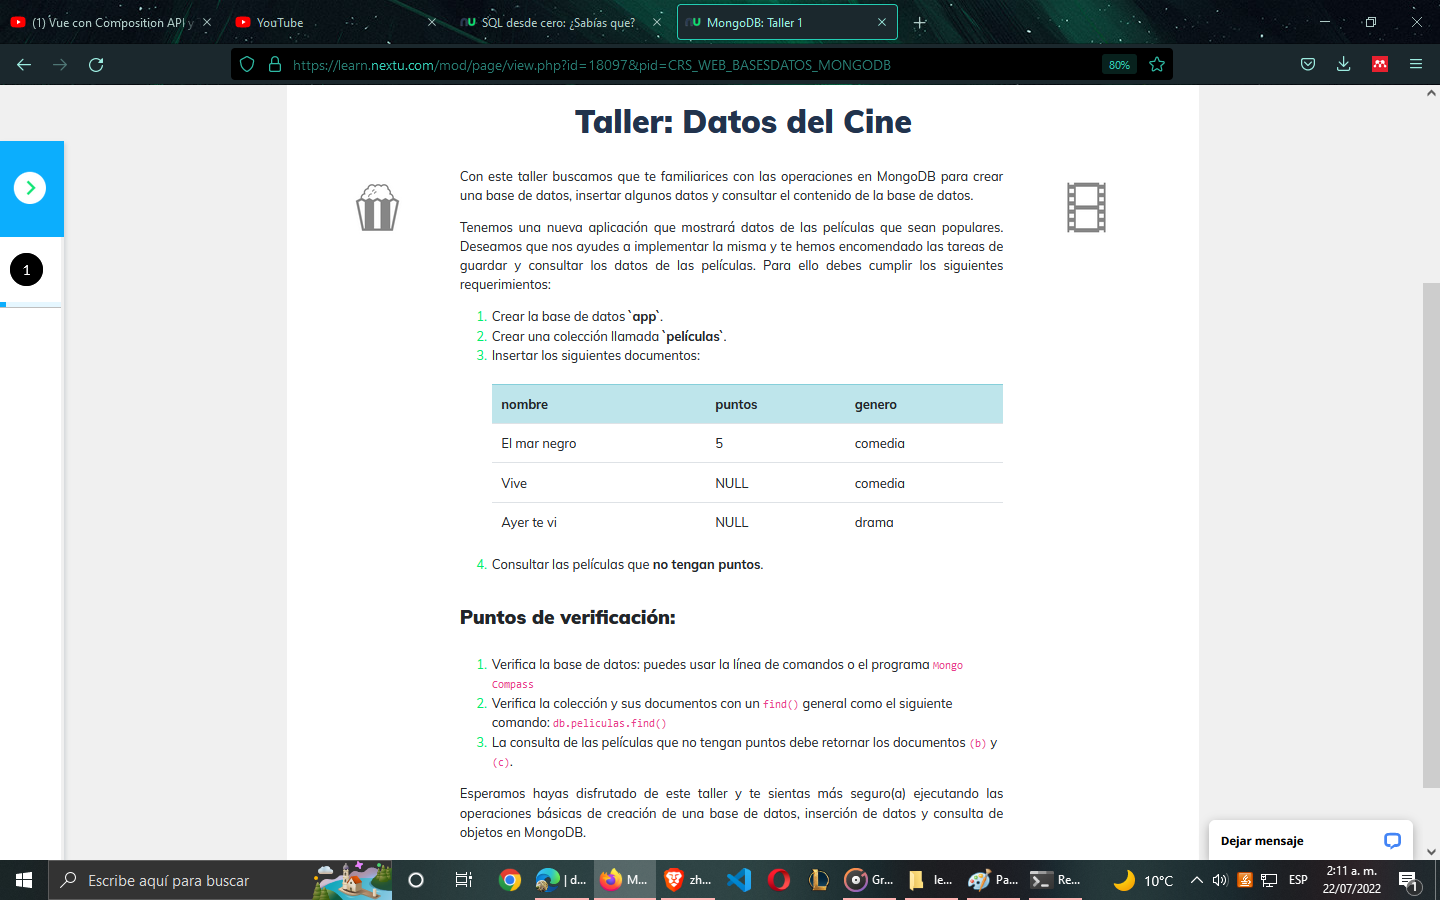 (1) Vue con Composition API y
YouTube
SQL desde cero: ¿Sabías que?
MongoDB: Taller 1
https://learn.nextu.com/mod/page/view.php?id=18097&pid=CRS_WEB_BASESDATOS_MONGODB
80%
Taller: Datos del Cine
Con este taller buscamos que te familiarices con las operaciones en MongoDB para crear
una base de datos, insertar algunos datos y consultar el contenido de la base de datos.
Tenemos una nueva aplicación que mostrará datos de las películas que sean populares.
Deseamos que nos ayudes a implementar la misma y te hemos encomendado las tareas de
guardar y consultar los datos de las películas. Para ello debes cumplir los siguientes
requerimientos:
1
1. Crear la base de datos `app`.
2. Crear una colección llamada `películas`.
3. Insertar los siguientes documentos:
nombre puntos genero
El mar negro 5 comedia
Vive NULL comedia
Ayer te vi NULL drama
4. Consultar las películas que no tengan puntos.
Puntos de verificación:
1. Verifica la base de datos: puedes usar la línea de comandos o el programa Mongo
Compass
2. Verifica la colección y sus documentos con un find() general como el siguiente
comando: db.peliculas.find()
3. La consulta de las películas que no tengan puntos debe retornar los documentos (b) y
(c).
Esperamos hayas disfrutado de este taller y te sientas más seguro(a) ejecutando las
operaciones básicas de creación de una base de datos, inserción de datos y consulta de
objetos en MongoDB.
Dejar mensaje
Escribe aquí para buscar
| d...
M...
zh...
Gr...
le...
Pa...
Re...
10°C
ESP
2:11 a. m.
22/07/2022
1